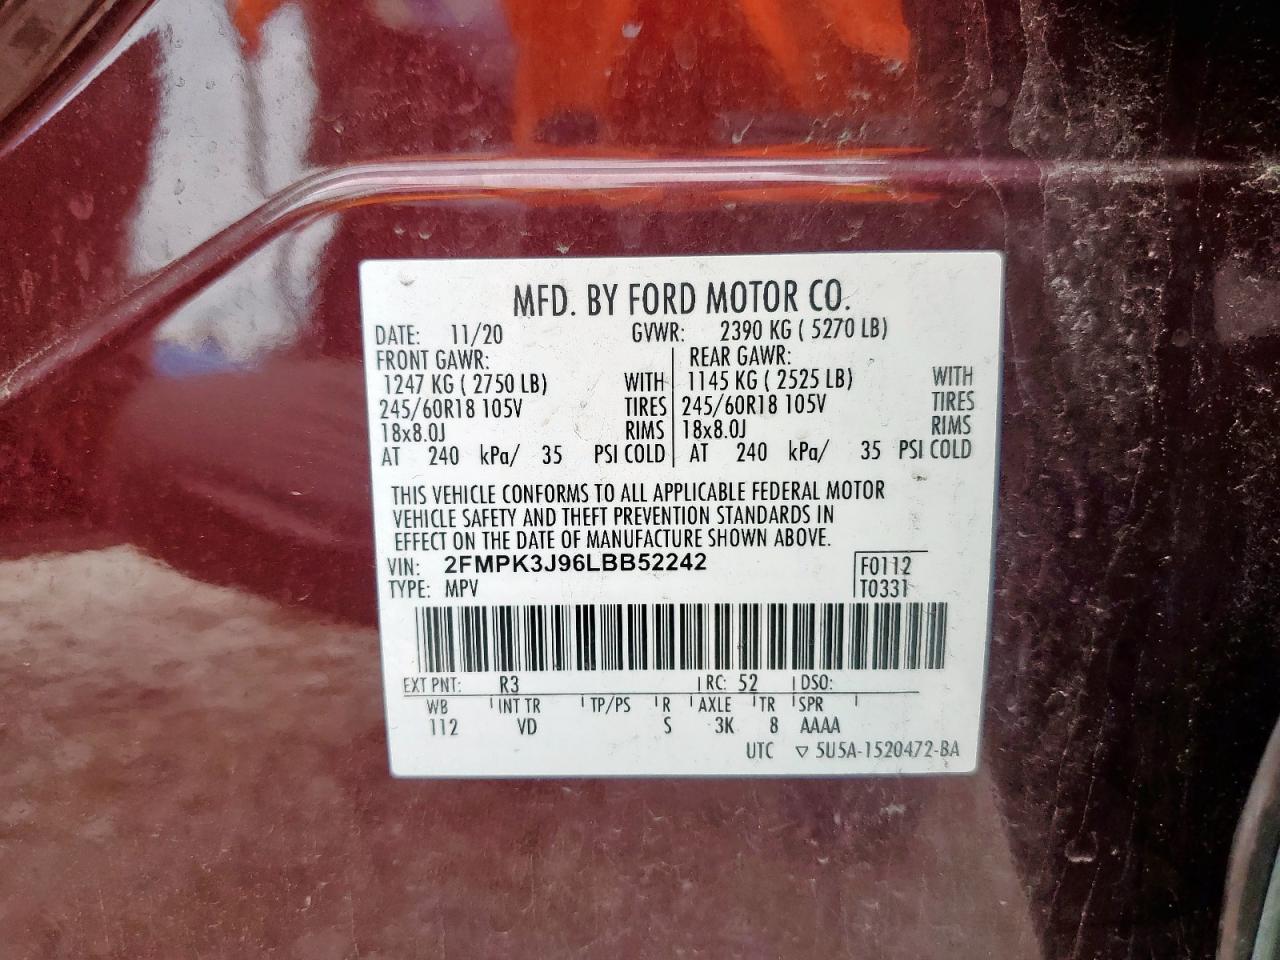 MFD. BY FORD MOTOR CO.
DATE: 11/20 GVWR: 2390 KG ( 5270 LB)
FRONT GAWR: REAR GAWR:
1247 KG ( 2750 LB) WITH 1145 KG ( 2525 LB) WITH
245/60R18 105V TIRES 245/60R18 105V TIRES
18x8.0J RIMS 18x8.0J RIMS
AT 240 kPa/ 35 PSI COLD AT 240 kPa/ 35 PSI COLD
THIS VEHICLE CONFORMS TO ALL APPLICABLE FEDERAL MOTOR
VEHICLE SAFETY AND THEFT PREVENTION STANDARDS IN
EFFECT ON THE DATE OF MANUFACTURE SHOWN ABOVE.
VIN: 2FMPK3J96LBB52242 F0112
TYPE: MPV T0331
EXT PNT: R3 RC: 52 DSO:
WB INT TR TP/PS R AXLE TR SPR
112 VD S 3K 8 AAAA
UTC ▽ 5U5A-1520472-BA